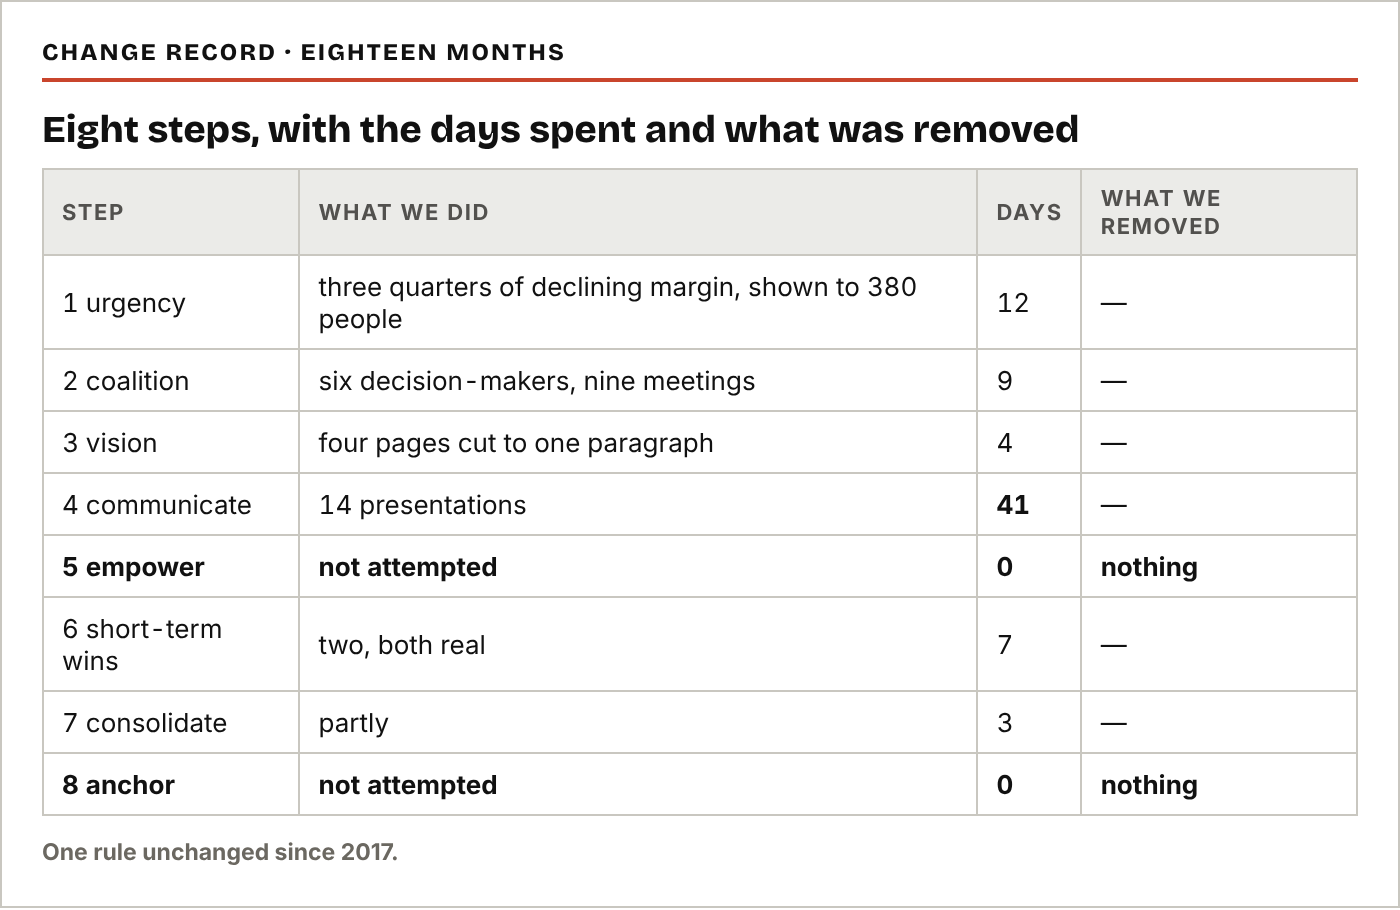 CHANGE RECORD · EIGHTEEN MONTHS
Eight steps, with the days spent and what was removed
STEP
WHAT WE DID
DAYS
WHAT WE
REMOVED
1 urgency
three quarters of declining margin, shown to 380
people
12
—
2 coalition
six decision-makers, nine meetings
9
—
3 vision
four pages cut to one paragraph
4
—
4 communicate
14 presentations
41
—
5 empower
not attempted
0
nothing
6 short-term
wins
two, both real
7
—
7 consolidate
partly
3
—
8 anchor
not attempted
0
nothing
One rule unchanged since 2017.